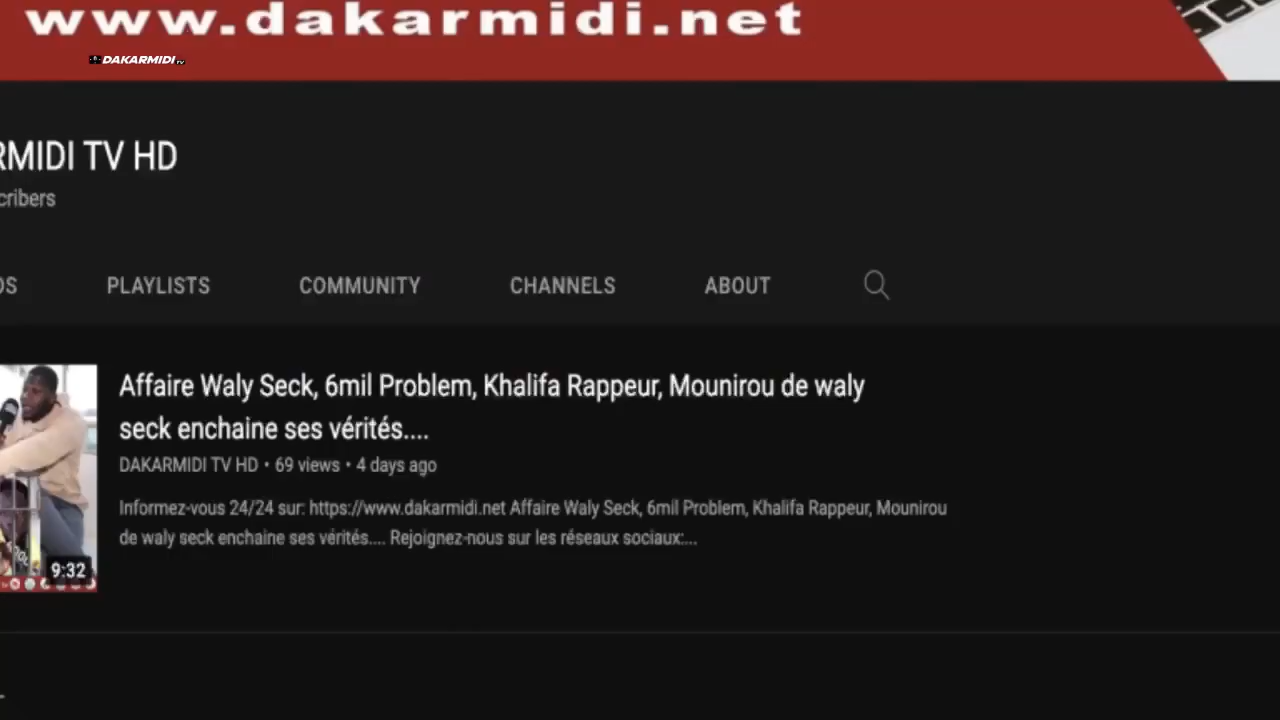 www.dakarmidi.net
DAKARMIDI TV
RMIDI TV HD
cribers
OS
PLAYLISTS
COMMUNITY
CHANNELS
ABOUT
Affaire Waly Seck, 6mil Problem, Khalifa Rappeur, Mounirou de waly
seck enchaine ses vérités....
DAKARMIDI TV HD • 69 views • 4 days ago
Informez-vous 24/24 sur: https://www.dakarmidi.net Affaire Waly Seck, 6mil Problem, Khalifa Rappeur, Mounirou
de waly seck enchaine ses vérités.... Rejoignez-nous sur les réseaux sociaux:...
9:32